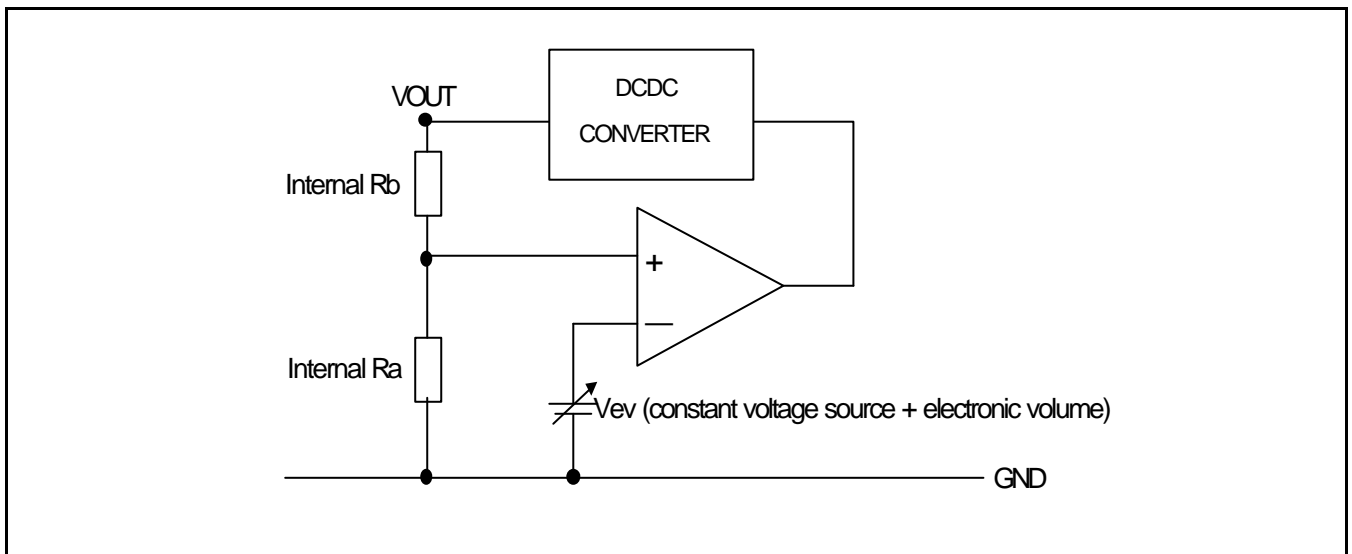 DCDC
CONVERTER
VOUT
Internal Rb
+
—
Internal Ra
Vev (constant voltage source + electronic volume)
GND